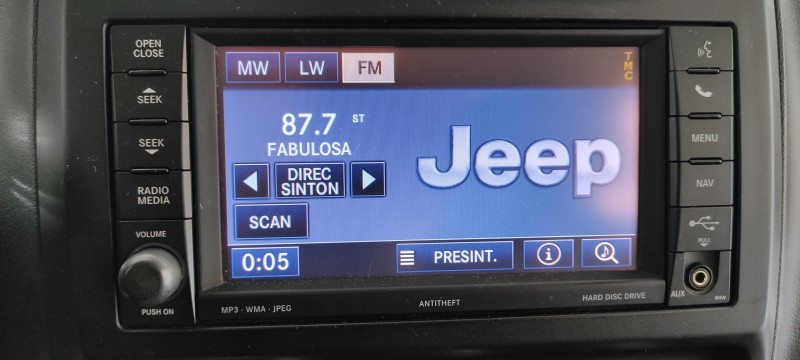 OPEN
CLOSE
SEEK
SEEK
RADIO
MEDIA
VOLUME
PUSH ON
MW
LW
FM
TMC
87.7 ST
FABULOSA
DIREC
SINTON
SCAN
Jeep
0:05
PRESINT.
MP3 · WMA · JPEG
ANTITHEFT
HARD DISC DRIVE
MENU
NAV
PULL
AUX